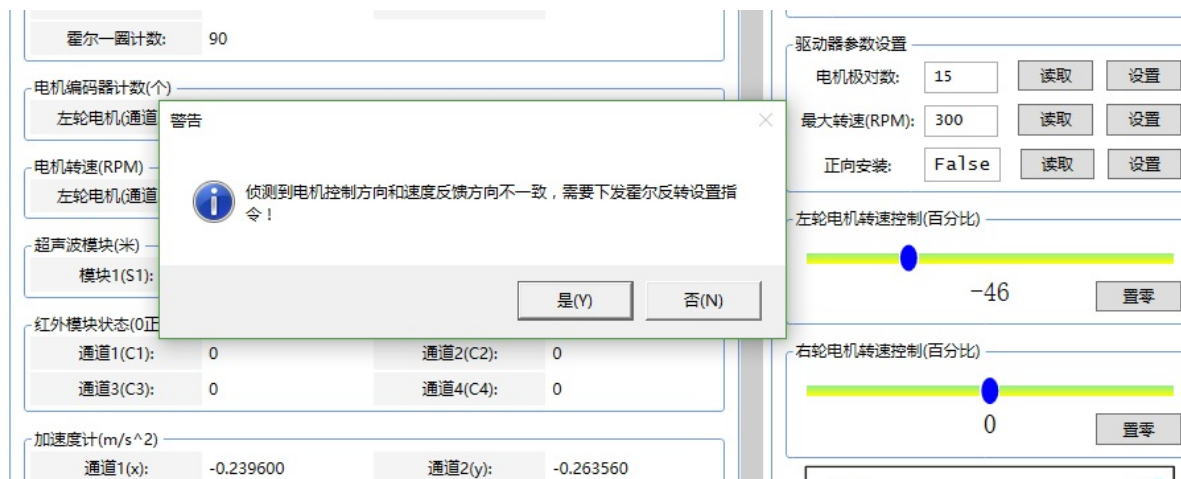 霍尔一圈计数: 90
电机编码器计数(个)
左轮电机(通道
电机转速(RPM)
左轮电机(通道
超声波模块(米)
模块1(S1):
红外模块状态(0正
通道1(C1): 0 通道2(C2): 0
通道3(C3): 0 通道4(C4): 0
加速度计(m/s^2)
通道1(x): -0.239600 通道2(y): -0.263560
警告
侦测到电机控制方向和速度反馈方向不一致，需要下发霍尔反转设置指
令！
是(Y) 否(N)
驱动器参数设置
电机极对数: 15 读取 设置
最大转速(RPM): 300 读取 设置
正向安装: False 读取 设置
左轮电机转速控制(百分比)
-46 置零
右轮电机转速控制(百分比)
0 置零